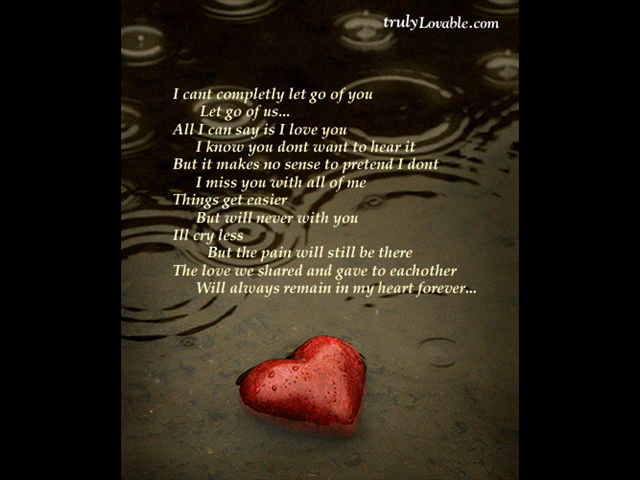 trulyLovable.com
I cant completly let go of you
Let go of us...
All I can say is I love you
I know you dont want to hear it
But it makes no sense to pretend I dont
I miss you with all of me
Things get easier
But will never with you
Ill cry less
But the pain will still be there
The love we shared and gave to eachother
Will always remain in my heart forever...